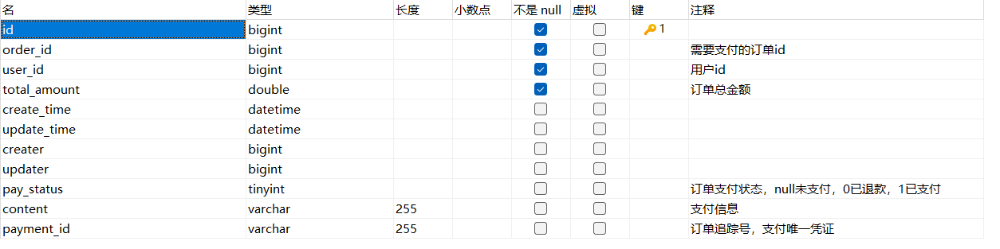 名 类型 长度 小数点 不是 null 虚拟 键 注释
id bigint 1
order_id bigint 需要支付的订单id
user_id bigint 用户id
total_amount double 订单总金额
create_time datetime
update_time datetime
creater bigint
updater bigint
pay_status tinyint 订单支付状态，null未支付，0已退款，1已支付
content varchar 255 支付信息
payment_id varchar 255 订单追踪号，支付唯一凭证